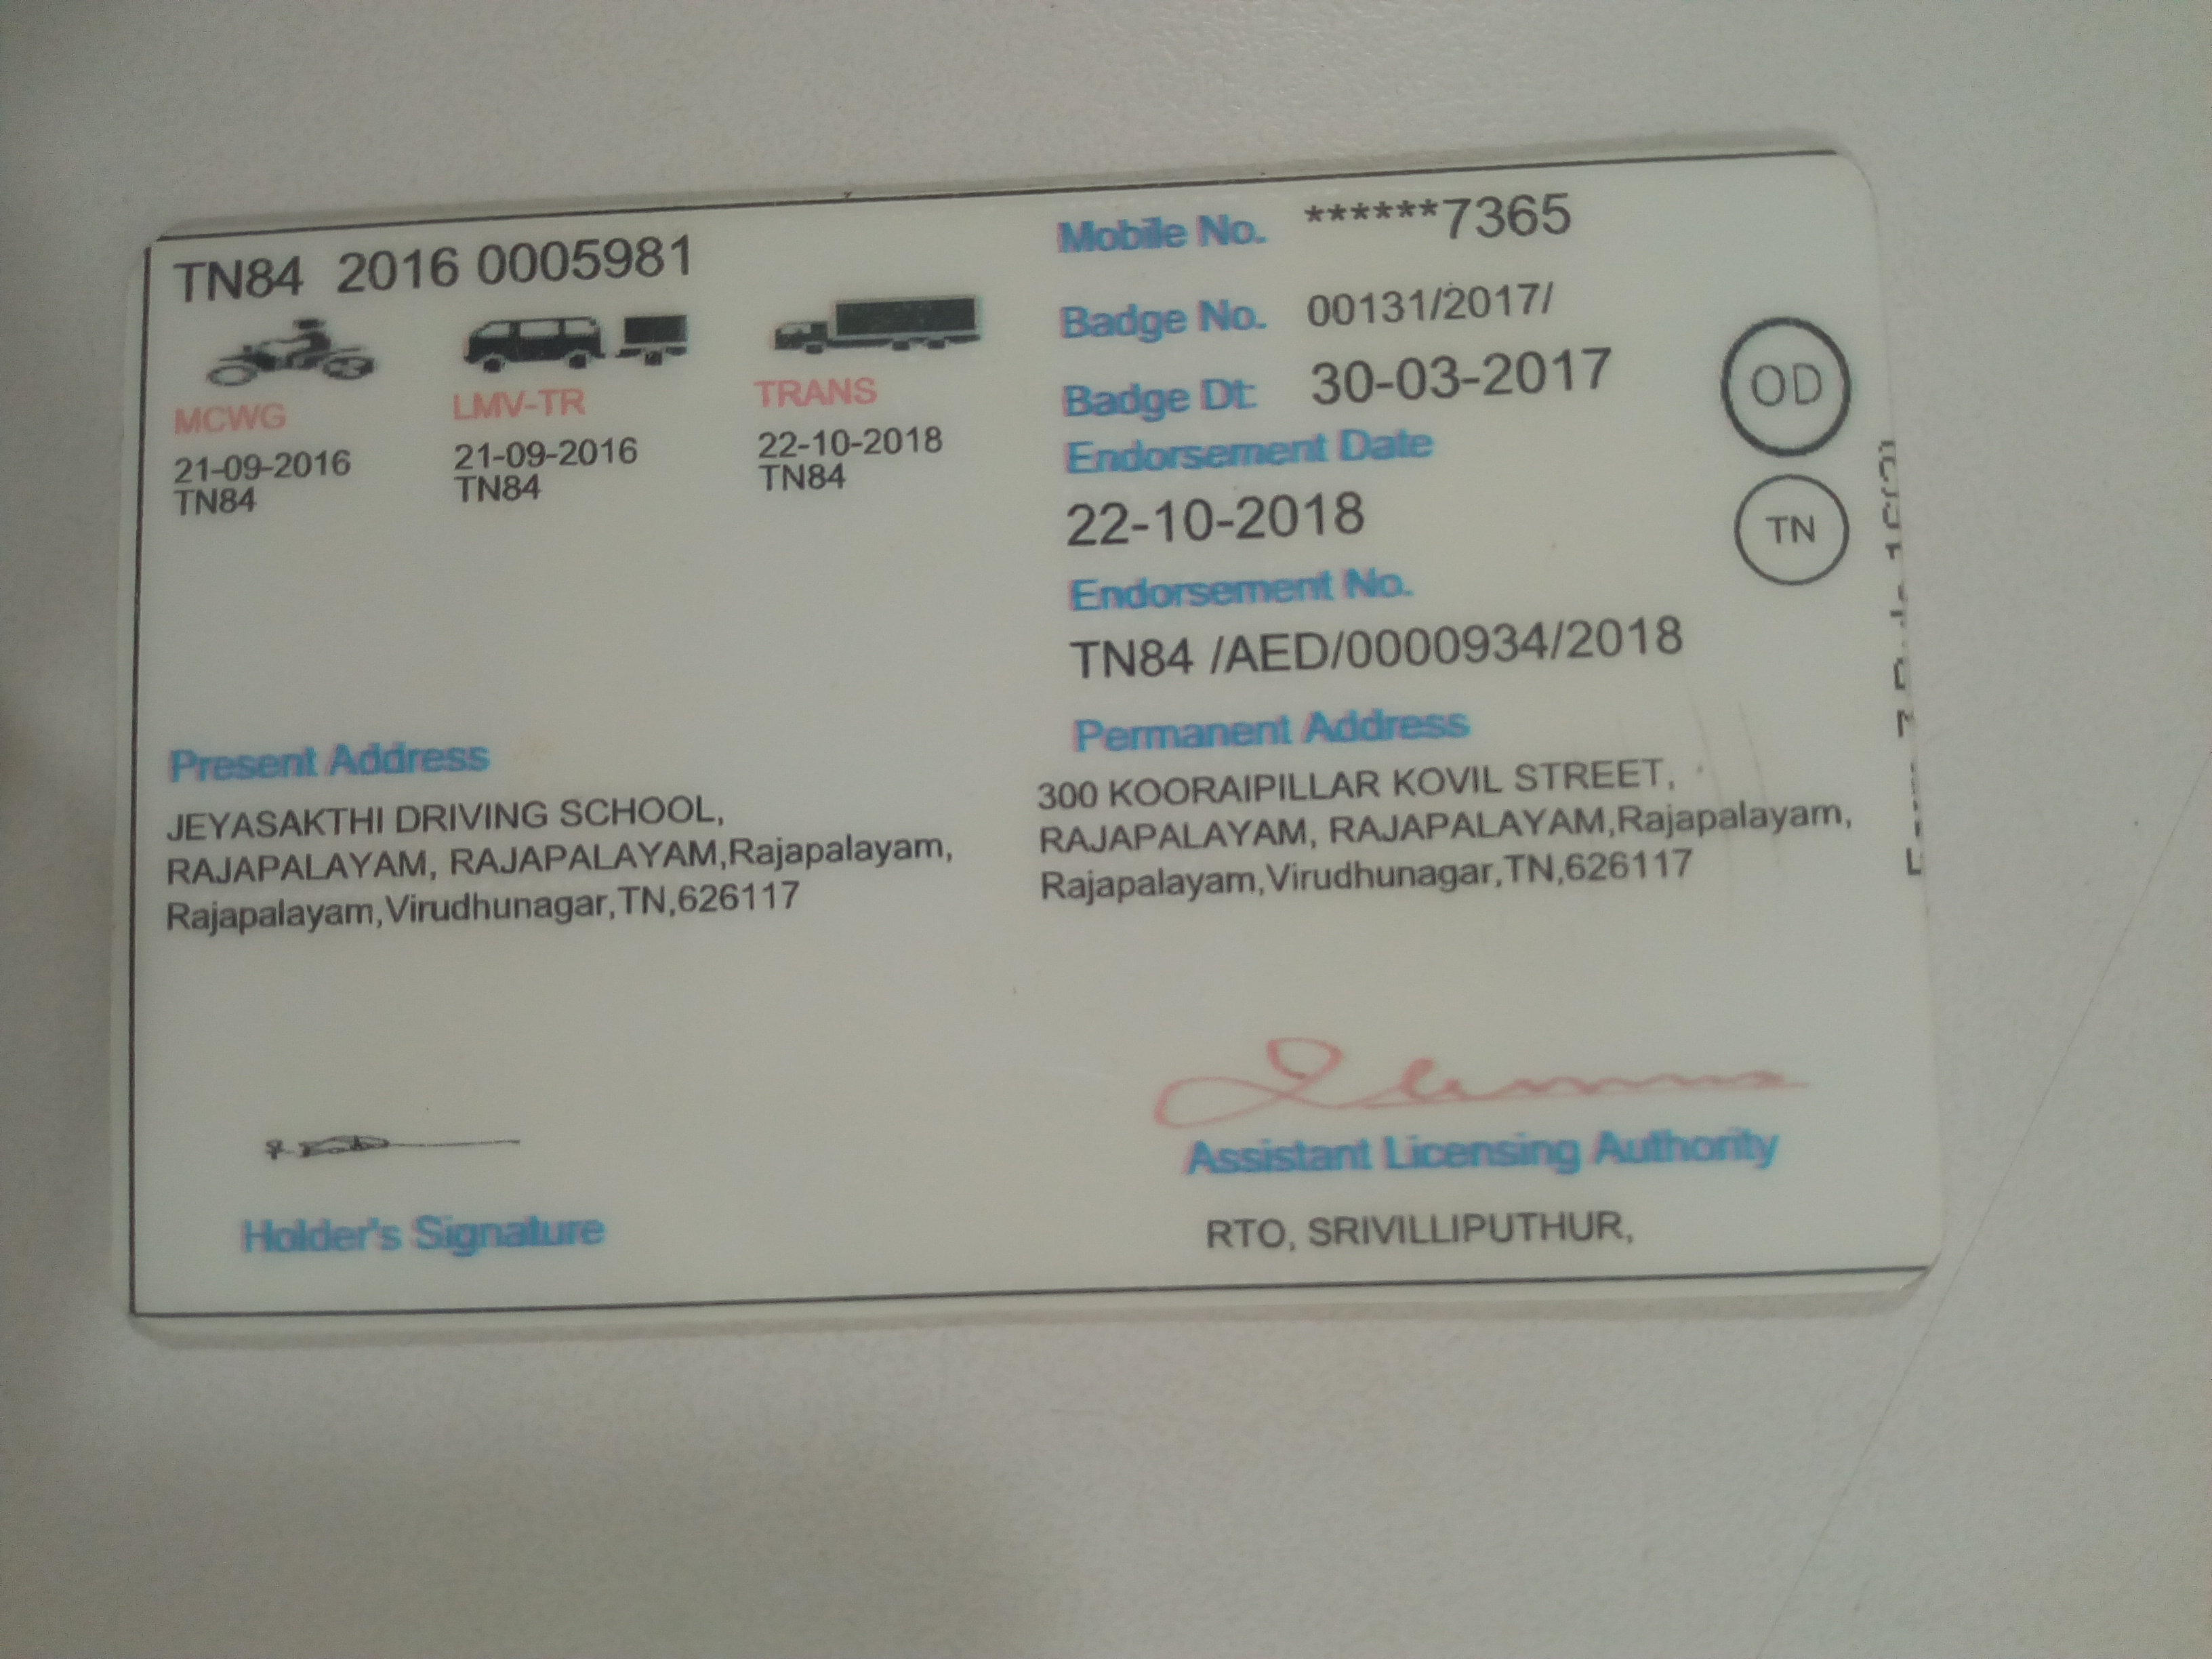 TN84 2016 0005981
MCWG
21-09-2016
TN84
LMV-TR
21-09-2016
TN84
TRANS
22-10-2018
TN84
Mobile No. ******7365
Badge No. 00131/2017/
Badge Dt: 30-03-2017
Endorsement Date
22-10-2018
Endorsement No.
TN84 /AED/0000934/2018
OD
TN
Present Address
JEYASAKTHI DRIVING SCHOOL,
RAJAPALAYAM, RAJAPALAYAM,Rajapalayam,
Rajapalayam,Virudhunagar,TN,626117
Permanent Address
300 KOORAIPILLAR KOVIL STREET,
RAJAPALAYAM, RAJAPALAYAM,Rajapalayam,
Rajapalayam,Virudhunagar,TN,626117
Holder's Signature
Assistant Licensing Authority
RTO, SRIVILLIPUTHUR,